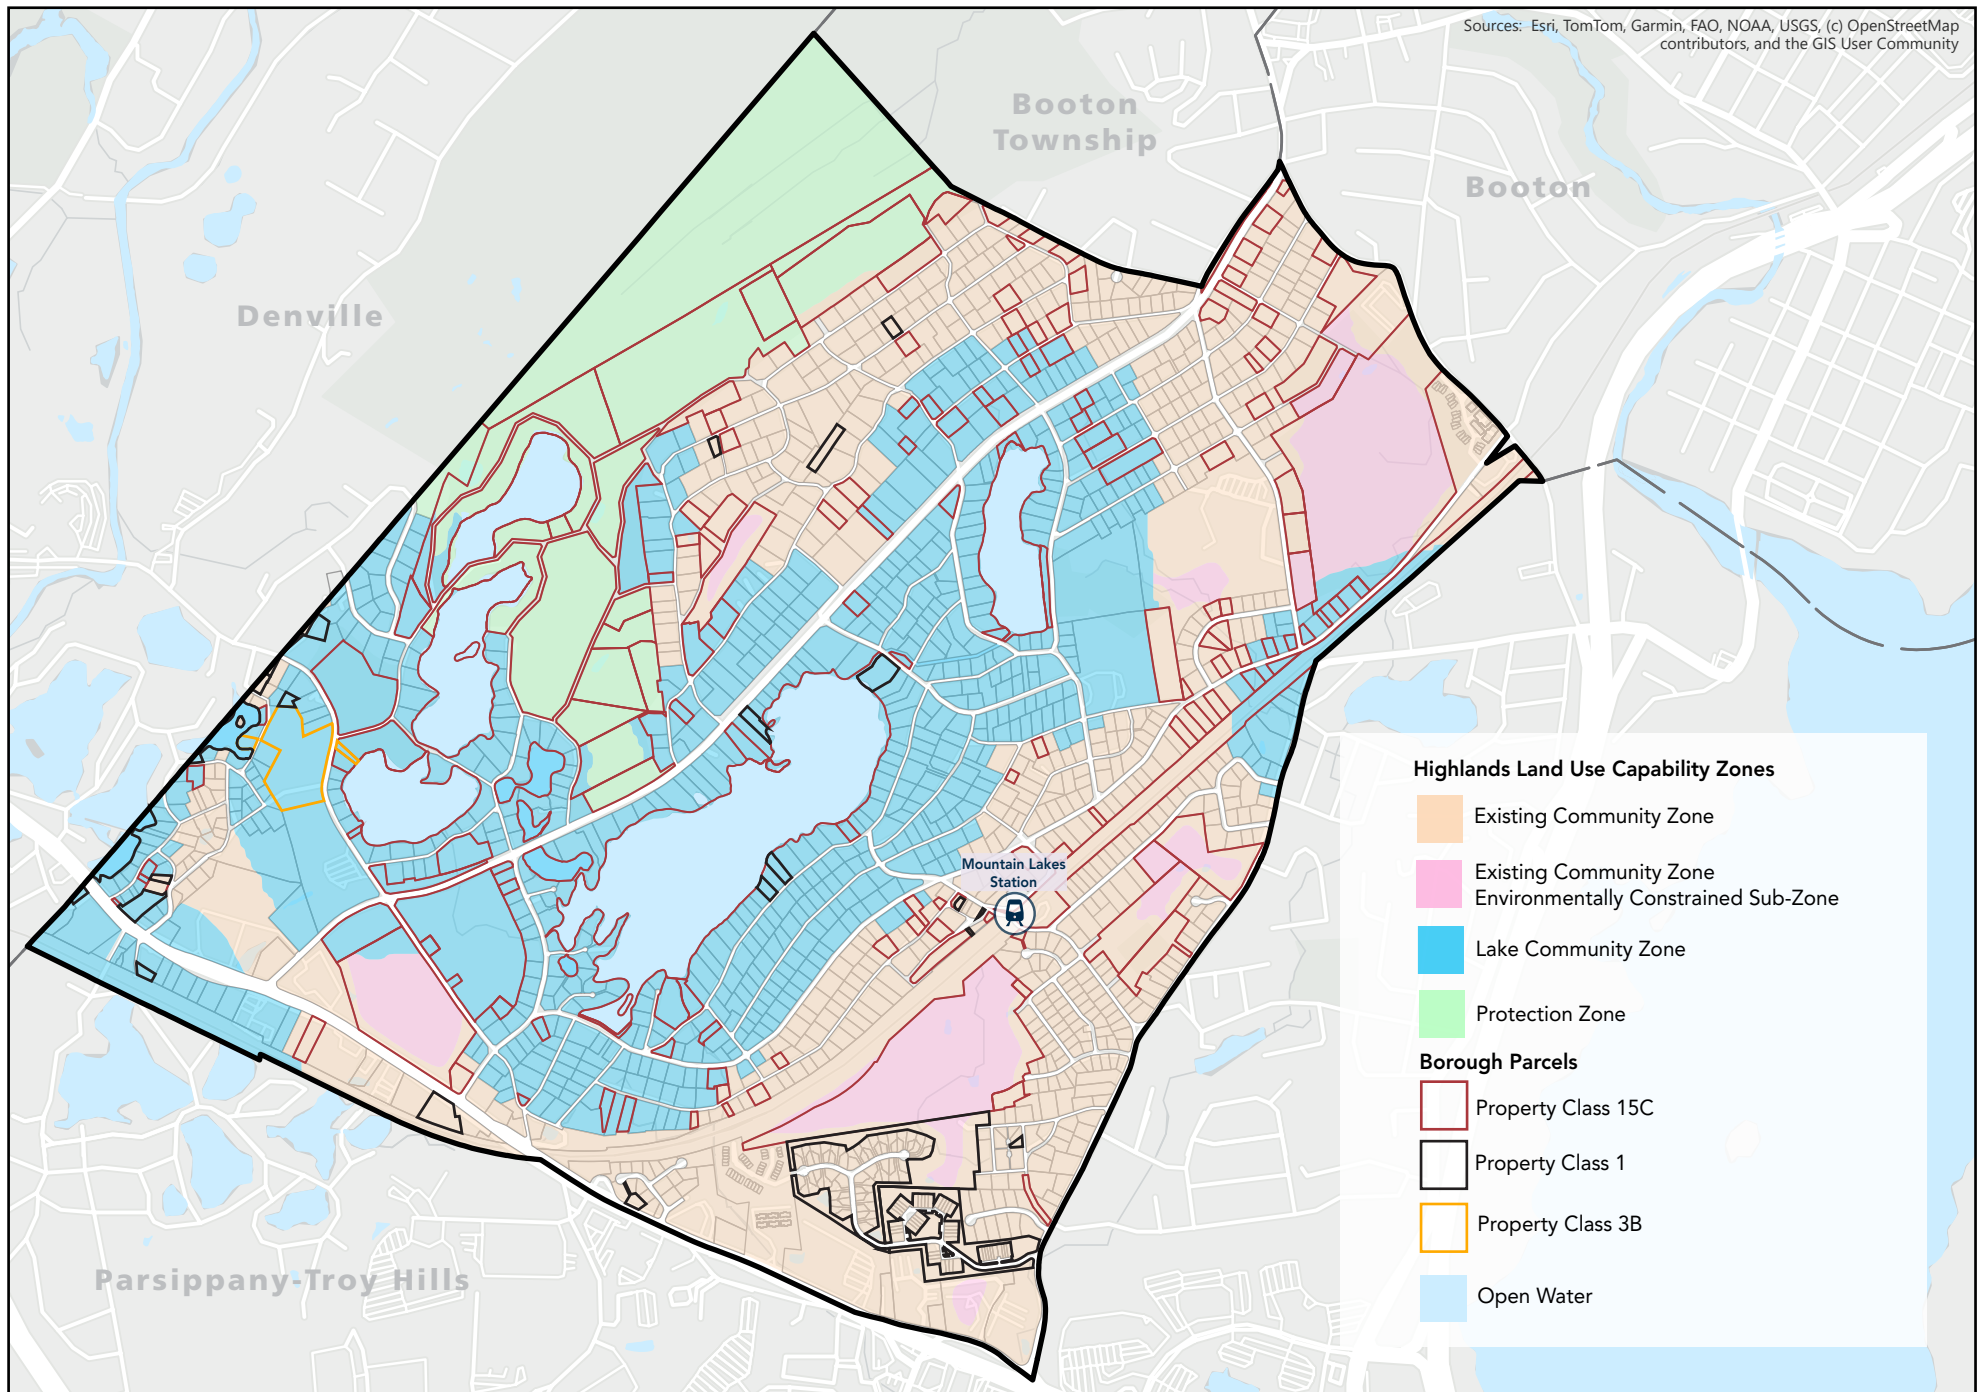 Sources: Esri, TomTom, Garmin, FAO, NOAA, USGS, (c) OpenStreetMap
contributors, and the GIS User Community
Booton
Township
Booton
Denville
Mountain Lakes
Station
Parsippany-Troy Hills
Highlands Land Use Capability Zones
Existing Community Zone
Existing Community Zone
Environmentally Constrained Sub-Zone
Lake Community Zone
Protection Zone
Borough Parcels
Property Class 15C
Property Class 1
Property Class 3B
Open Water